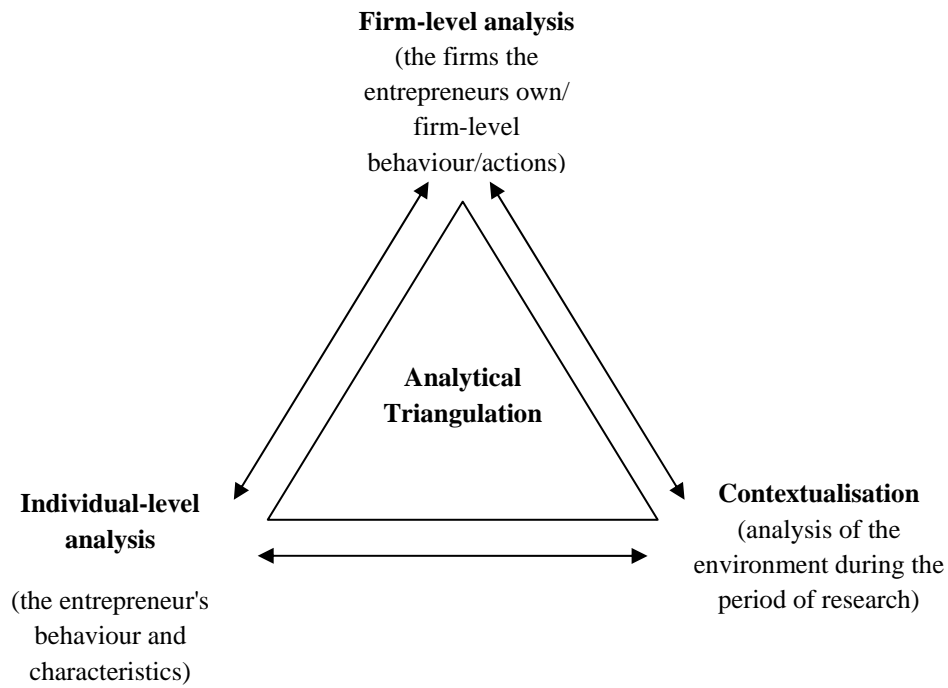 Firm-level analysis
(the firms the
entrepreneurs own/
firm-level
behaviour/actions)
Analytical
Triangulation
Individual-level
analysis
(the entrepreneur's
behaviour and
characteristics)
Contextualisation
(analysis of the
environment during the
period of research)